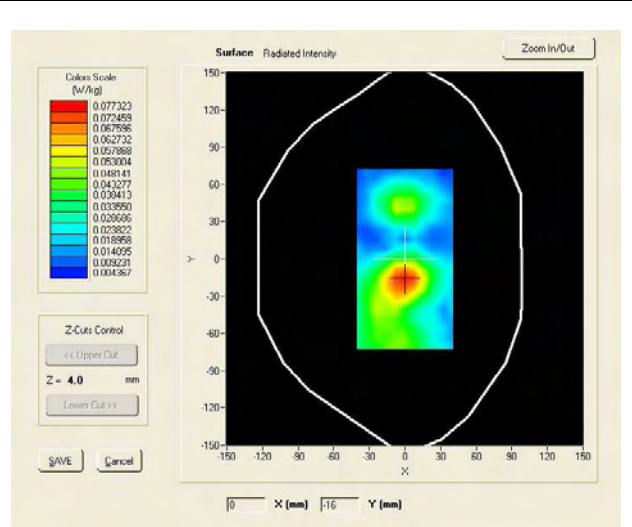 Surface Radiated Intensity
Zoom In/Out
Colors Scale
(W/kg)
0.077323
0.072459
0.067596
0.062732
0.057868
0.053004
0.048141
0.043277
0.038413
0.033550
0.028686
0.023822
0.018958
0.014095
0.009231
0.004367
Z-Cuts Control
<< Upper Cut
Z = 4.0 mm
Lower Cut >>
SAVE Cancel
150
120
90
60
30
0
-30
-60
-90
-120
-150
Y
-150 -120 -90 -60 -30 0 30 60 90 120 150
X
0 X (mm) -16 Y (mm)